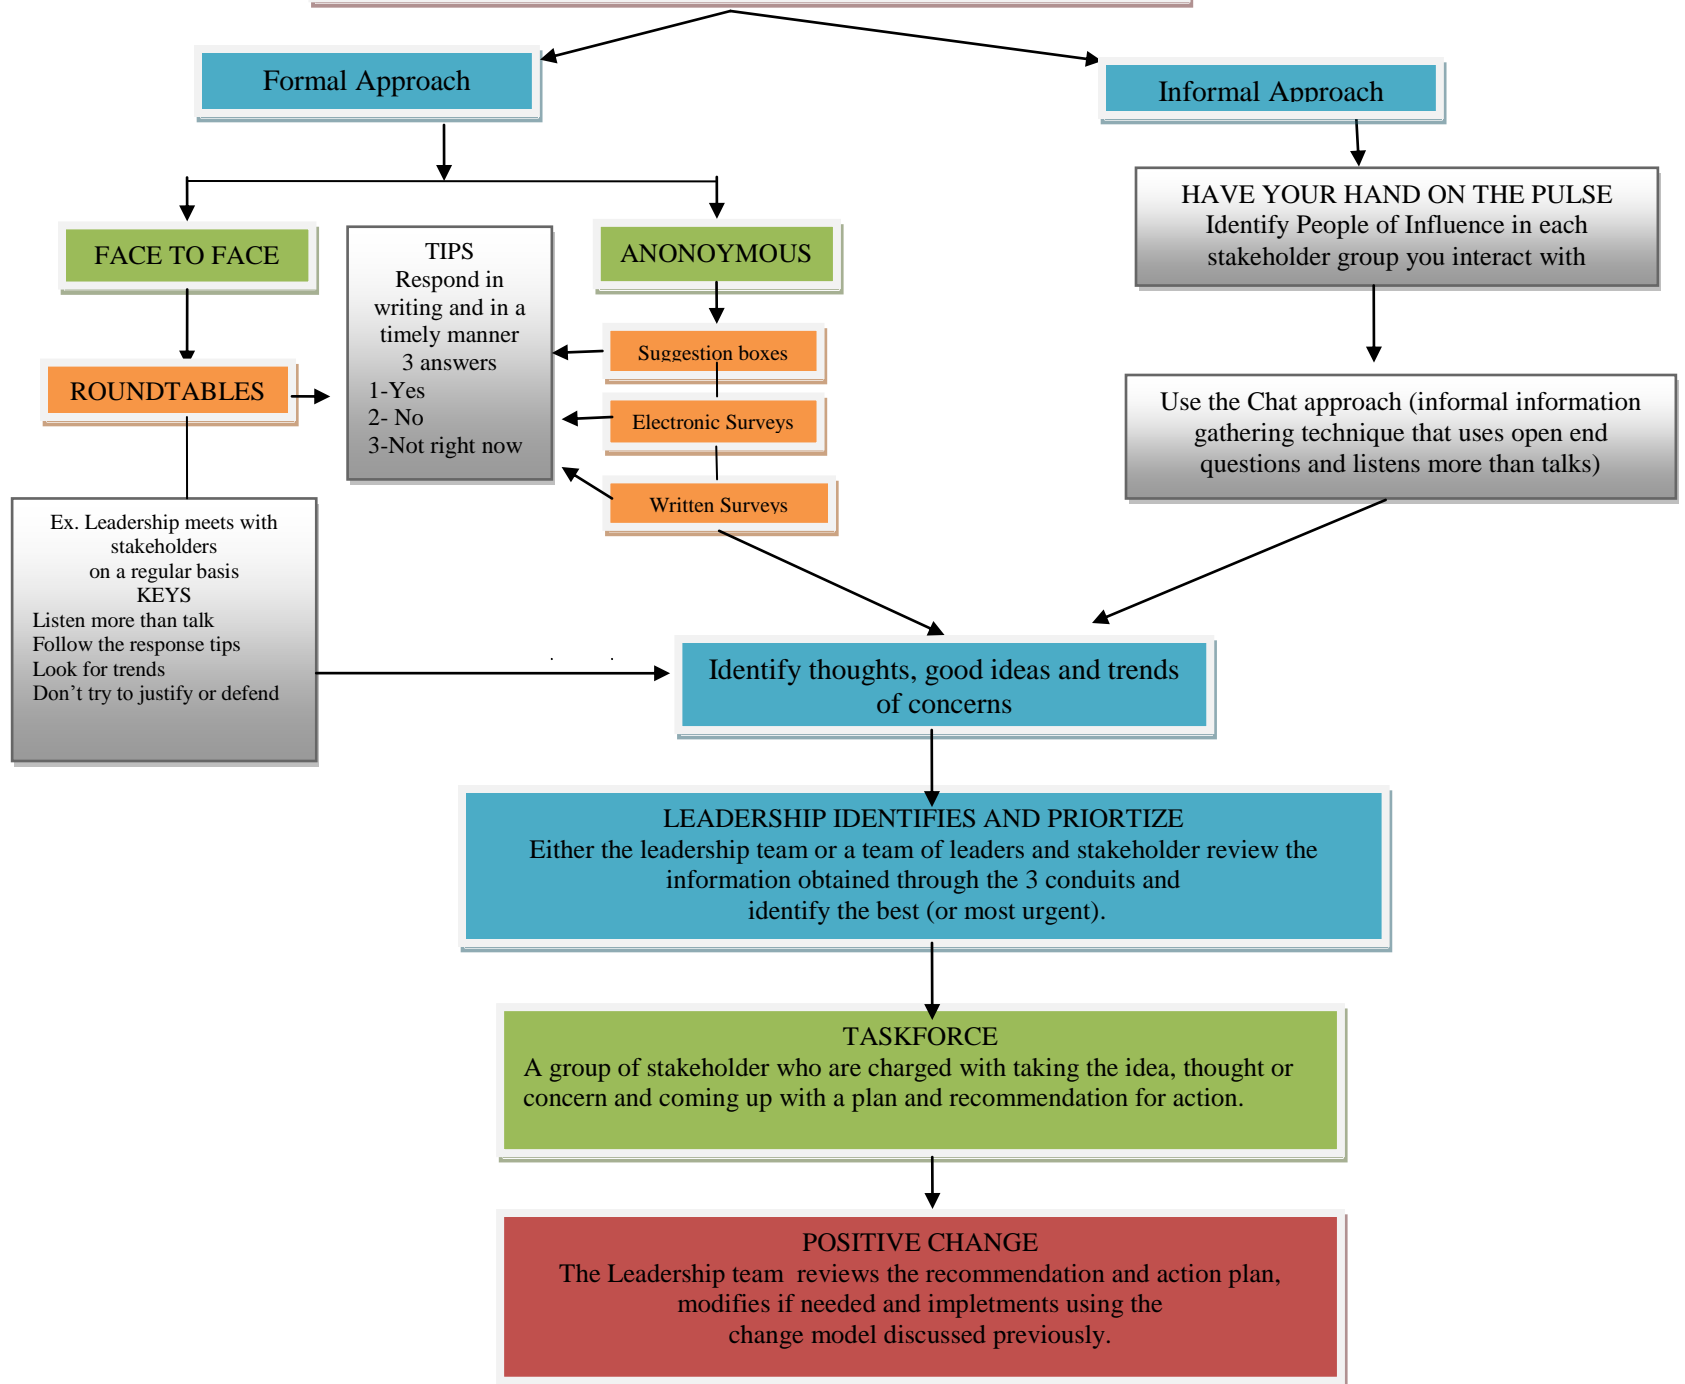 Formal Approach
Informal Approach
HAVE YOUR HAND ON THE PULSE
Identify People of Influence in each
stakeholder group you interact with
FACE TO FACE
TIPS
Respond in
writing and in a
timely manner
3 answers
1-Yes
2- No
3-Not right now
ANONOYMOUS
Suggestion boxes
Electronic Surveys
Written Surveys
ROUNDTABLES
Use the Chat approach (informal information
gathering technique that uses open end
questions and listens more than talks)
Ex. Leadership meets with
stakeholders
on a regular basis
KEYS
Listen more than talk
Follow the response tips
Look for trends
Don’t try to justify or defend
Identify thoughts, good ideas and trends
of concerns
LEADERSHIP IDENTIFIES AND PRIORTIZE
Either the leadership team or a team of leaders and stakeholder review the
information obtained through the 3 conduits and
identify the best (or most urgent).
TASKFORCE
A group of stakeholder who are charged with taking the idea, thought or
concern and coming up with a plan and recommendation for action.
POSITIVE CHANGE
The Leadership team  reviews the recommendation and action plan,
modifies if needed and impletments using the
change model discussed previously.